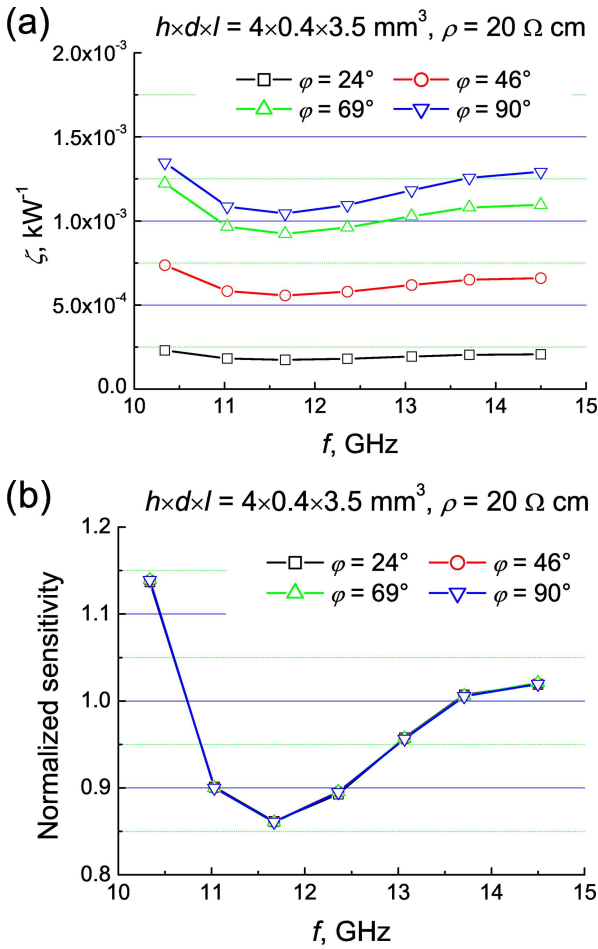 (a) h×d×l = 4×0.4×3.5 mm³, ρ = 20 Ω cm
2.0x10⁻³
φ = 24° φ = 46°
φ = 69° φ = 90°
1.5x10⁻³
1.0x10⁻³
5.0x10⁻⁴
0.0
ζ, kW⁻¹
10 11 12 13 14 15
f, GHz
(b) h×d×l = 4×0.4×3.5 mm³, ρ = 20 Ω cm
1.2
φ = 24° φ = 46°
φ = 69° φ = 90°
1.1
1.0
0.9
0.8
Normalized sensitivity
10 11 12 13 14 15
f, GHz